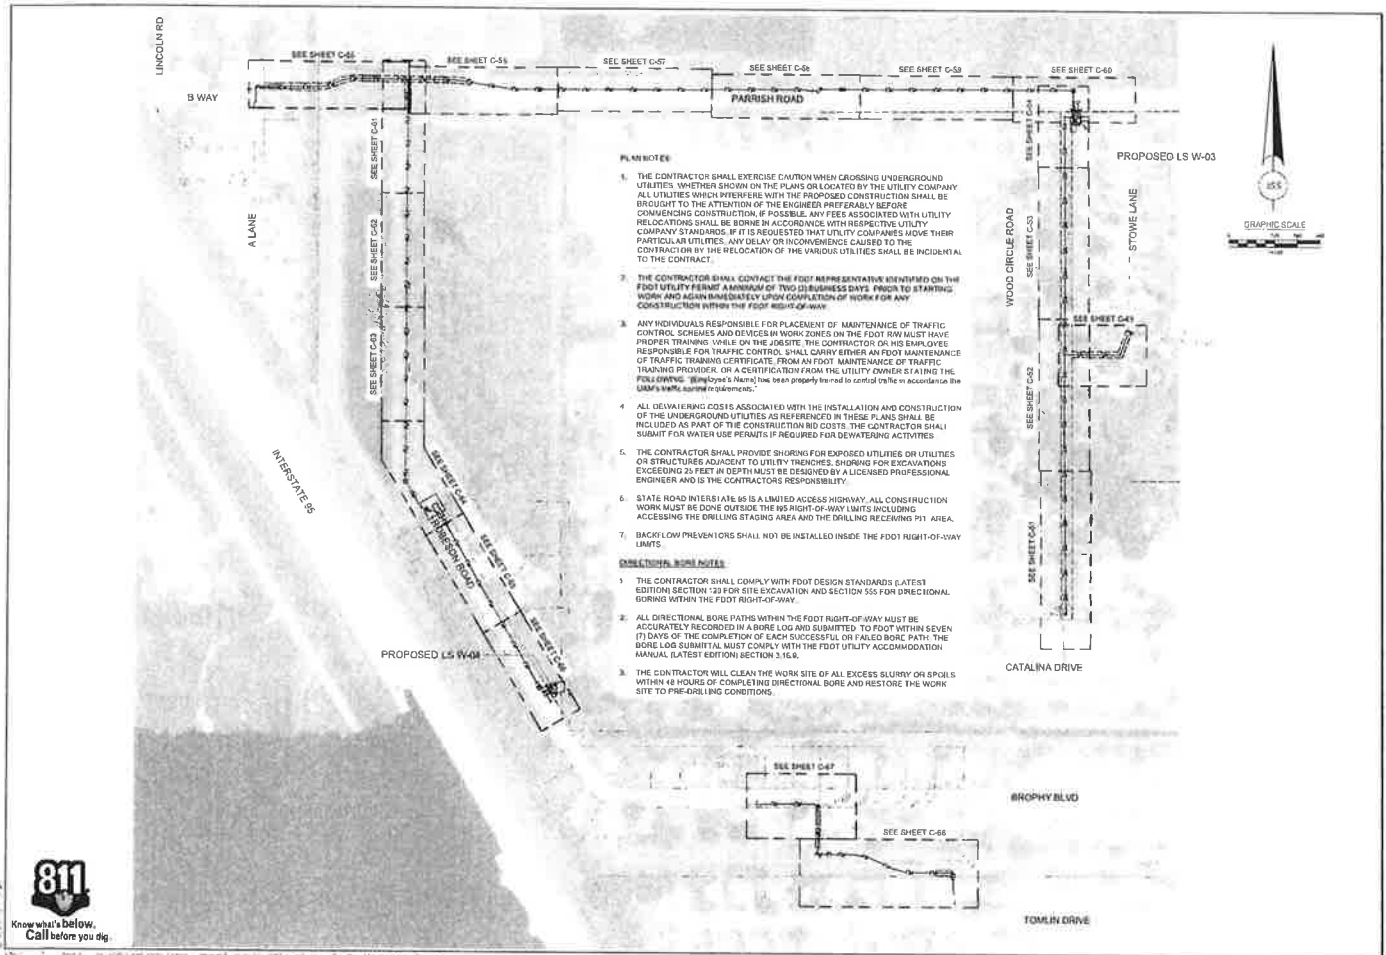 LINCOLN RD
SEE SHEET C-55
SEE SHEET C-56
SEE SHEET C-57
SEE SHEET C-58
SEE SHEET C-59
SEE SHEET C-60
B WAY
PARRISH ROAD
SEE SHEET C-61
SEE SHEET C-62
SEE SHEET C-63
A LANE
INTERSTATE 95
SEE SHEET C-64
SEE SHEET C-65
SEE SHEET C-66
ROBESON ROAD
PROPOSED LS W-04
PLAN NOTES:
1. THE CONTRACTOR SHALL EXERCISE CAUTION WHEN CROSSING UNDERGROUND
UTILITIES, WHETHER SHOWN ON THE PLANS OR LOCATED BY THE UTILITY COMPANY
ALL UTILITIES WHICH INTERFERE WITH THE PROPOSED CONSTRUCTION SHALL BE
BROUGHT TO THE ATTENTION OF THE ENGINEER PREFERABLY BEFORE
COMMENCING CONSTRUCTION, IF POSSIBLE. ANY FEES ASSOCIATED WITH UTILITY
RELOCATIONS SHALL BE BORNE IN ACCORDANCE WITH RESPECTIVE UTILITY
COMPANY STANDARDS. IF IT IS REQUESTED THAT UTILITY COMPANIES MOVE THEIR
PARTICULAR UTILITIES, ANY DELAY OR INCONVENIENCE CAUSED TO THE
CONTRACTOR BY THE RELOCATION OF THE VARIOUS UTILITIES SHALL BE INCIDENTAL
TO THE CONTRACT.
2. THE CONTRACTOR SHALL CONTACT THE FDOT REPRESENTATIVE IDENTIFIED ON THE
FDOT UTILITY PERMIT A MINIMUM OF TWO (2) BUSINESS DAYS PRIOR TO STARTING
WORK AND AGAIN IMMEDIATELY UPON COMPLETION OF WORK FOR ANY
CONSTRUCTION WITHIN THE FDOT RIGHT-OF-WAY.
3. ANY INDIVIDUALS RESPONSIBLE FOR PLACEMENT OF MAINTENANCE OF TRAFFIC
CONTROL SCHEMES AND DEVICES IN WORK ZONES ON THE FDOT R/W MUST HAVE
PROPER TRAINING. WHILE ON THE JOBSITE, THE CONTRACTOR OR HIS EMPLOYEE
RESPONSIBLE FOR TRAFFIC CONTROL SHALL CARRY EITHER AN FDOT MAINTENANCE
OF TRAFFIC TRAINING CERTIFICATE, FROM AN FDOT MAINTENANCE OF TRAFFIC
TRAINING PROVIDER, OR A CERTIFICATION FROM THE UTILITY OWNER STATING THE
FOLLOWING: "(Employee's Name) has been properly trained to control traffic in accordance the
UAM's traffic control requirements."
4. ALL DEWATERING COSTS ASSOCIATED WITH THE INSTALLATION AND CONSTRUCTION
OF THE UNDERGROUND UTILITIES AS REFERENCED IN THESE PLANS SHALL BE
INCLUDED AS PART OF THE CONSTRUCTION BID COSTS. THE CONTRACTOR SHALL
SUBMIT FOR WATER USE PERMITS IF REQUIRED FOR DEWATERING ACTIVITIES
5. THE CONTRACTOR SHALL PROVIDE SHORING FOR EXPOSED UTILITIES OR UTILITIES
OR STRUCTURES ADJACENT TO UTILITY TRENCHES. SHORING FOR EXCAVATIONS
EXCEEDING 25 FEET IN DEPTH MUST BE DESIGNED BY A LICENSED PROFESSIONAL
ENGINEER AND IS THE CONTRACTORS RESPONSIBILITY.
6. STATE ROAD INTERSTATE 95 IS A LIMITED ACCESS HIGHWAY. ALL CONSTRUCTION
WORK MUST BE DONE OUTSIDE THE I95 RIGHT-OF-WAY LIMITS INCLUDING
ACCESSING THE DRILLING STAGING AREA AND THE DRILLING RECEIVING PIT AREA.
7. BACKFLOW PREVENTORS SHALL NOT BE INSTALLED INSIDE THE FDOT RIGHT-OF-WAY
LIMITS
DIRECTIONAL BORE NOTES
1. THE CONTRACTOR SHALL COMPLY WITH FDOT DESIGN STANDARDS (LATEST
EDITION) SECTION 120 FOR SITE EXCAVATION AND SECTION 555 FOR DIRECTIONAL
BORING WITHIN THE FDOT RIGHT-OF-WAY.
2. ALL DIRECTIONAL BORE PATHS WITHIN THE FDOT RIGHT-OF-WAY MUST BE
ACCURATELY RECORDED IN A BORE LOG AND SUBMITTED TO FDOT WITHIN SEVEN
(7) DAYS OF THE COMPLETION OF EACH SUCCESSFUL OR FAILED BORE PATH. THE
BORE LOG SUBMITTAL MUST COMPLY WITH THE FDOT UTILITY ACCOMMODATION
MANUAL (LATEST EDITION) SECTION 3.16.9.
3. THE CONTRACTOR WILL CLEAN THE WORK SITE OF ALL EXCESS SLURRY OR SPOILS
WITHIN 48 HOURS OF COMPLETING DIRECTIONAL BORE AND RESTORE THE WORK
SITE TO PRE-DRILLING CONDITIONS.
SEE SHEET C-54
PROPOSED LS W-03
WOOD CIRCLE ROAD
SEE SHEET C-53
STOWE LANE
SEE SHEET C-52
SEE SHEET C-51
CATALINA DRIVE
GRAPHIC SCALE
SEE SHEET C-67
BROPHY BLVD
SEE SHEET C-68
TOMLIN DRIVE
811
Know what's below.
Call before you dig.